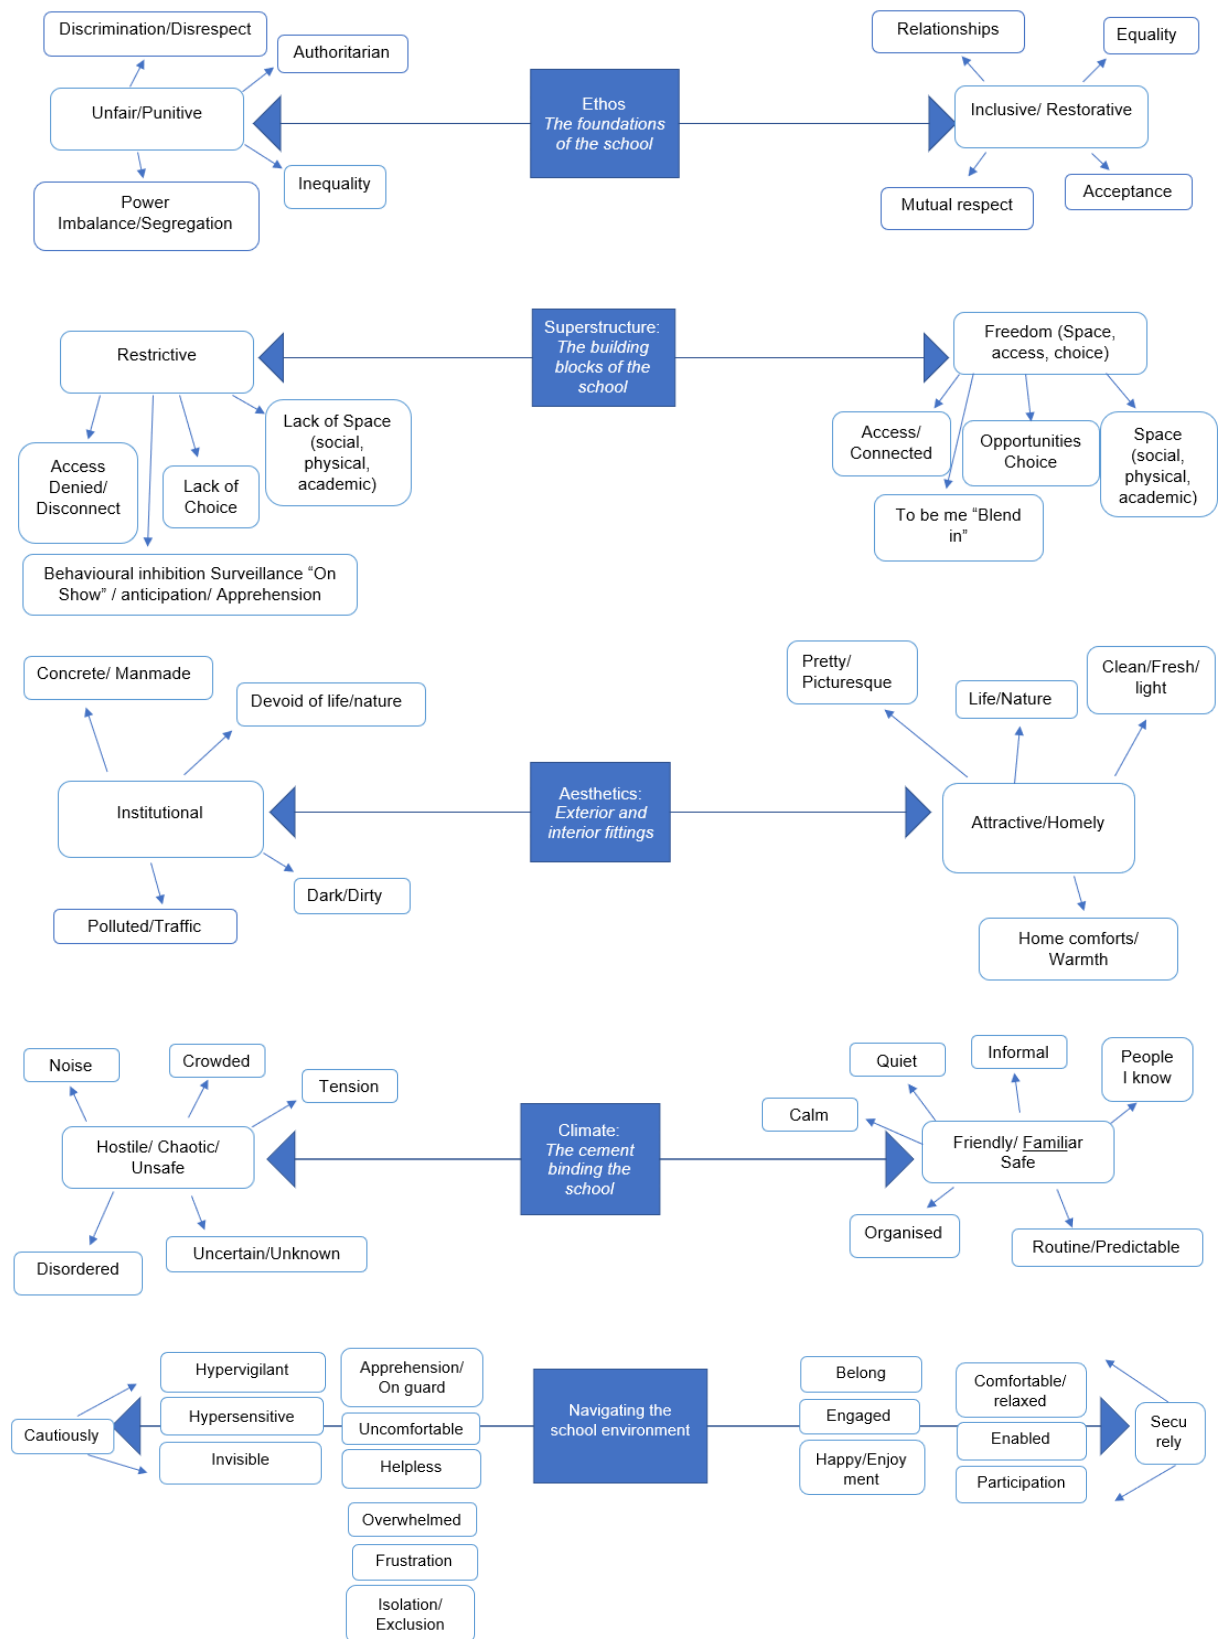 Discrimination/Disrespect
Authoritarian
Unfair/Punitive
Inequality
Power
Imbalance/Segregation
Ethos
The foundations
of the school
Relationships
Equality
Inclusive/ Restorative
Mutual respect
Acceptance
Restrictive
Lack of Space
(social,
physical,
academic)
Access
Denied/
Disconnect
Lack of
Choice
Behavioural inhibition Surveillance “On
Show” / anticipation/ Apprehension
Superstructure:
The building
blocks of the
school
Freedom (Space,
access, choice)
Access/
Connected
Opportunities
Choice
Space
(social,
physical,
academic)
To be me “Blend
in”
Concrete/ Manmade
Devoid of life/nature
Institutional
Dark/Dirty
Polluted/Traffic
Aesthetics:
Exterior and
interior fittings
Pretty/
Picturesque
Life/Nature
Clean/Fresh/
light
Attractive/Homely
Home comforts/
Warmth
Noise
Crowded
Tension
Hostile/ Chaotic/
Unsafe
Disordered
Uncertain/Unknown
Climate:
The cement
binding the
school
Quiet
Informal
People
I know
Calm
Friendly/ Familiar
Safe
Organised
Routine/Predictable
Cautiously
Hypervigilant
Hypersensitive
Invisible
Apprehension/
On guard
Uncomfortable
Helpless
Overwhelmed
Frustration
Isolation/
Exclusion
Navigating the
school environment
Belong
Engaged
Happy/Enjoy
ment
Comfortable/
relaxed
Enabled
Participation
Secu
rely